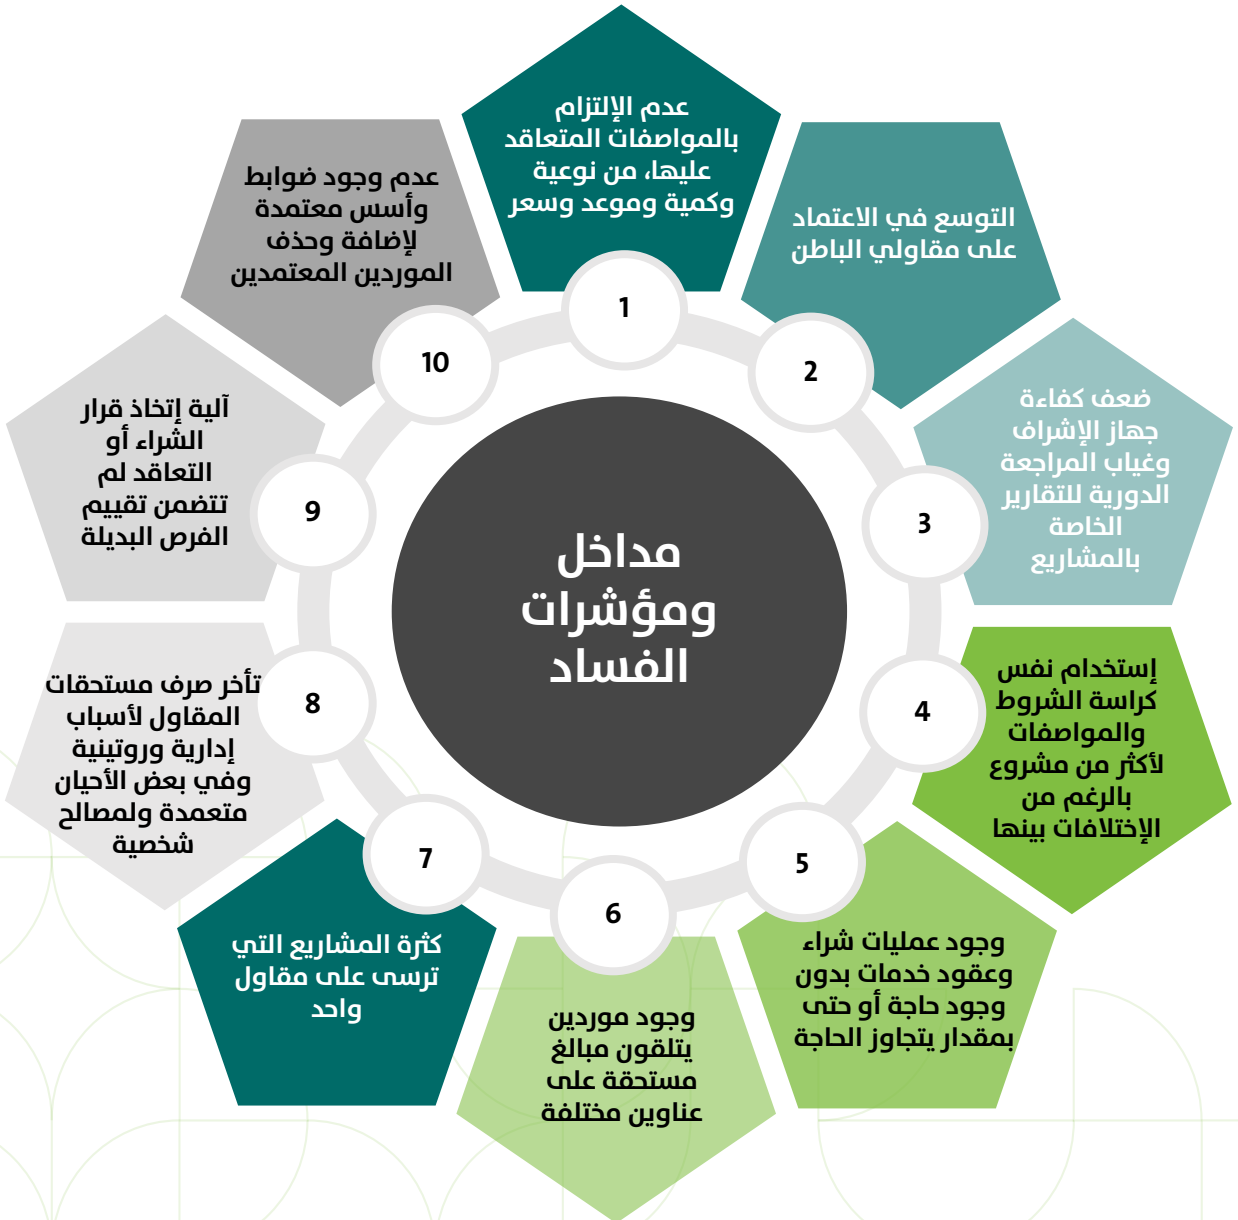 مداخل
ومؤشرات
الفساد
1
عدم الإلتزام
بالمواصفات المتعاقد
عليها، من نوعية
وكمية وموعد وسعر
2
التوسع في الاعتماد
على مقاولي الباطن
3
ضعف كفاءة
جهاز الإشراف
وغياب المراجعة
الدورية للتقارير
الخاصة
بالمشاريع
4
إستخدام نفس
كراسة الشروط
والمواصفات
لأكثر من مشروع
بالرغم من
الإختلافات بينها
5
وجود عمليات شراء
وعقود خدمات بدون
وجود حاجة أو حتى
بمقدار يتجاوز الحاجة
6
وجود موردين
يتلقون مبالغ
مستحقة على
عناوين مختلفة
7
كثرة المشاريع التي
ترسى على مقاول
واحد
8
تأخر صرف مستحقات
المقاول لأسباب
إدارية وروتينية
وفي بعض الأحيان
متعمدة ولمصالح
شخصية
9
آلية إتخاذ قرار
الشراء أو
التعاقد لم
تتضمن تقييم
الفرص البديلة
10
عدم وجود ضوابط
وأسس معتمدة
لإضافة وحذف
الموردين المعتمدين